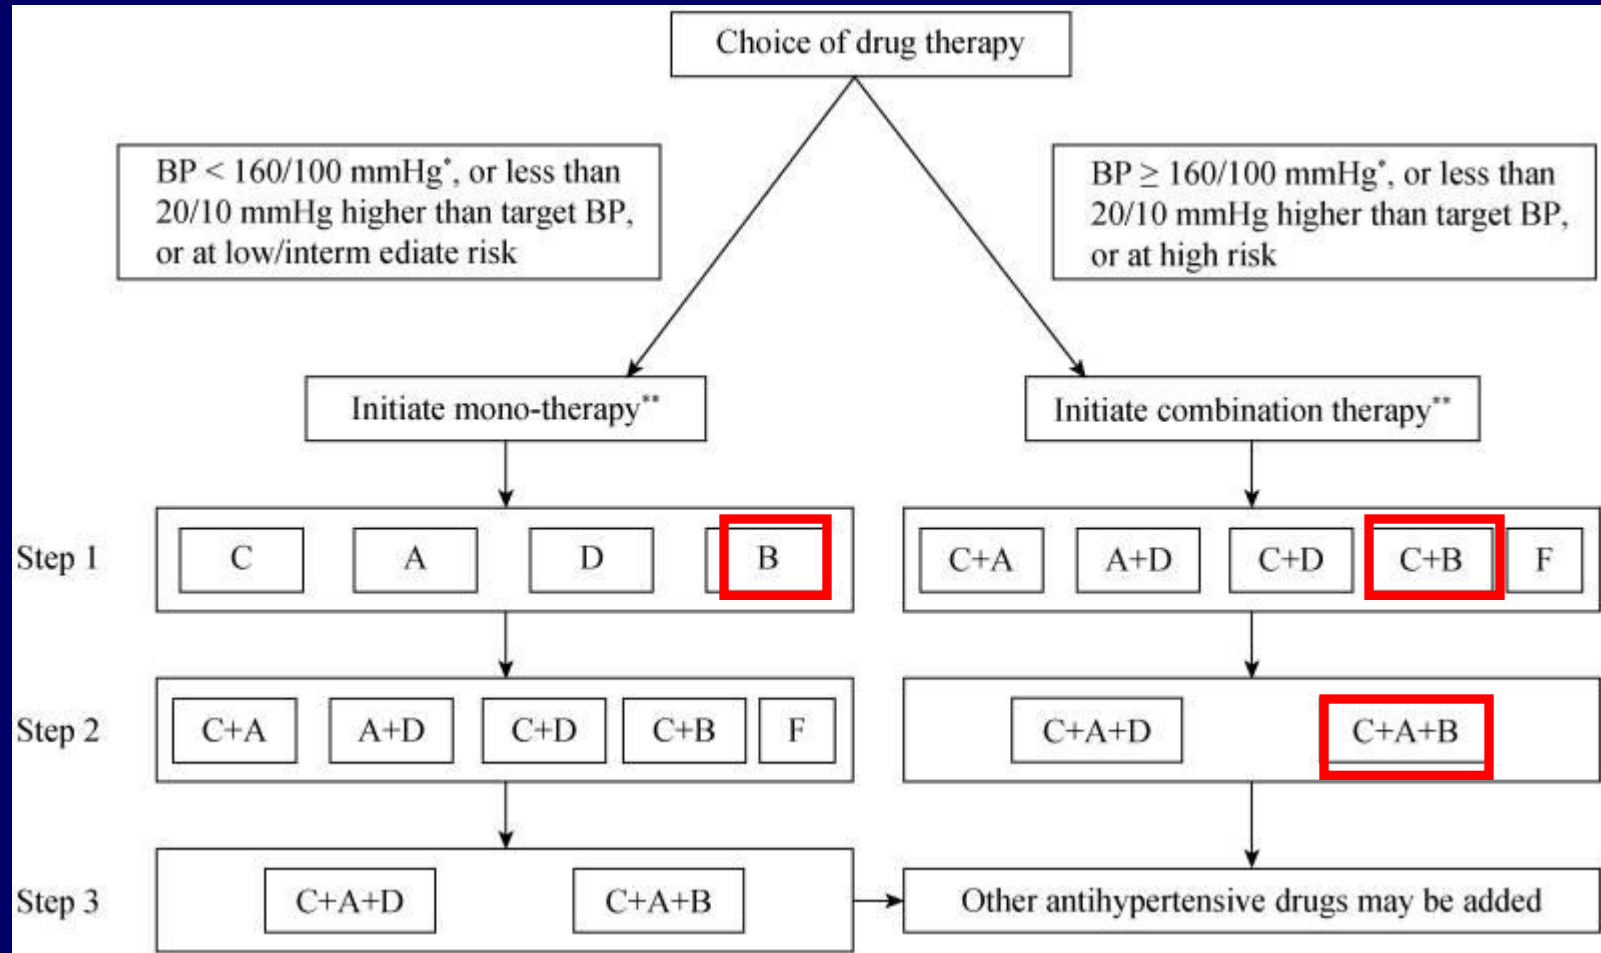 Choice of drug therapy
BP < 160/100 mmHg*, or less than
20/10 mmHg higher than target BP,
or at low/interm ediate risk
BP ≥ 160/100 mmHg*, or less than
20/10 mmHg higher than target BP,
or at high risk
Initiate mono-therapy**
Initiate combination therapy**
Step 1
C
A
D
B
C+A
A+D
C+D
C+B
F
Step 2
C+A
A+D
C+D
C+B
F
C+A+D
C+A+B
Step 3
C+A+D
C+A+B
Other antihypertensive drugs may be added